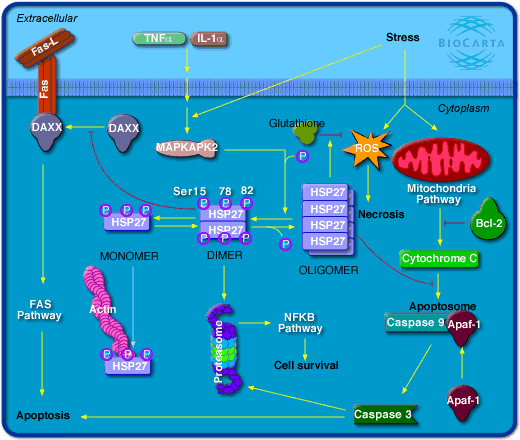 Extracellular
Fas-L
TNFα
IL-1α
Stress
BIOCARTA
Fas
Cytoplasm
DAXX
DAXX
Glutathione
MAPKAPK2
P
ROS
Ser15 78 82
Mitochondria
Pathway
P P P
HSP27
HSP27
P P P
P P P
HSP27
HSP27
HSP27
HSP27
HSP27
Necrosis
Bcl-2
P
MONOMER
DIMER
OLIGOMER
Cytochrome C
FAS
Pathway
Actin
Proteasome
NFKB
Pathway
Apoptosome
Caspase 9
Apaf-1
P P P
HSP27
Cell survival
Apaf-1
Apoptosis
Caspase 3